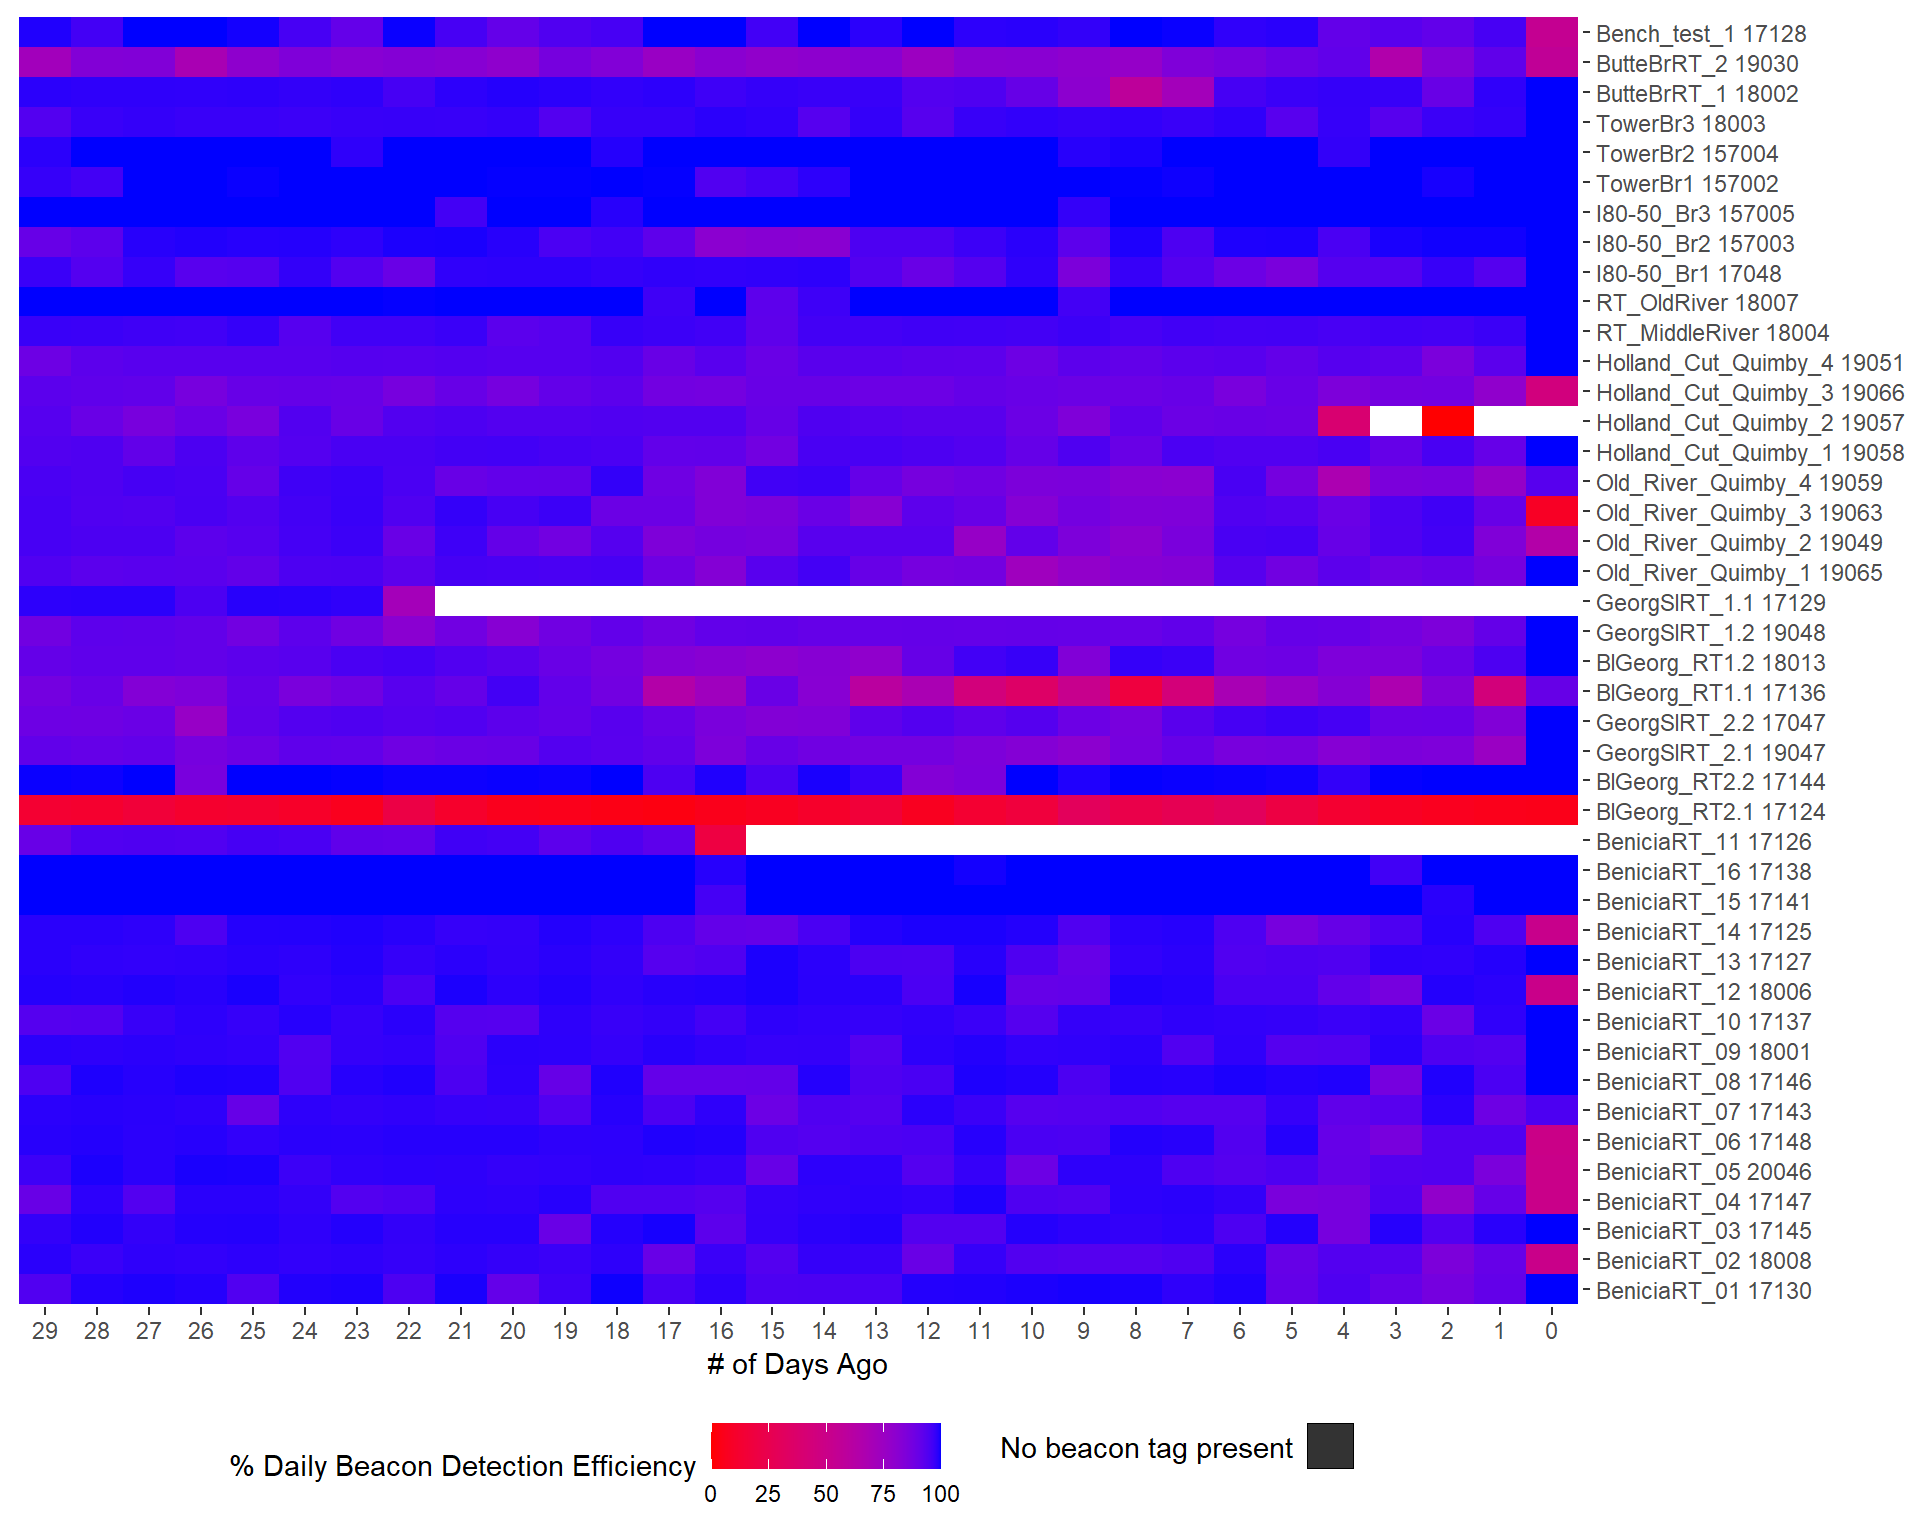 Bench_test_1 17128
ButteBrRT_2 19030
ButteBrRT_1 18002
TowerBr3 18003
TowerBr2 157004
TowerBr1 157002
I80-50_Br3 157005
I80-50_Br2 157003
I80-50_Br1 17048
RT_OldRiver 18007
RT_MiddleRiver 18004
Holland_Cut_Quimby_4 19051
Holland_Cut_Quimby_3 19066
Holland_Cut_Quimby_2 19057
Holland_Cut_Quimby_1 19058
Old_River_Quimby_4 19059
Old_River_Quimby_3 19063
Old_River_Quimby_2 19049
Old_River_Quimby_1 19065
GeorgSlRT_1.1 17129
GeorgSlRT_1.2 19048
BlGeorg_RT1.2 18013
BlGeorg_RT1.1 17136
GeorgSlRT_2.2 17047
GeorgSlRT_2.1 19047
BlGeorg_RT2.2 17144
BlGeorg_RT2.1 17124
BeniciaRT_11 17126
BeniciaRT_16 17138
BeniciaRT_15 17141
BeniciaRT_14 17125
BeniciaRT_13 17127
BeniciaRT_12 18006
BeniciaRT_10 17137
BeniciaRT_09 18001
BeniciaRT_08 17146
BeniciaRT_07 17143
BeniciaRT_06 17148
BeniciaRT_05 20046
BeniciaRT_04 17147
BeniciaRT_03 17145
BeniciaRT_02 18008
BeniciaRT_01 17130
29 28 27 26 25 24 23 22 21 20 19 18 17 16 15 14 13 12 11 10 9 8 7 6 5 4 3 2 1 0
# of Days Ago
% Daily Beacon Detection Efficiency
0 25 50 75 100
No beacon tag present